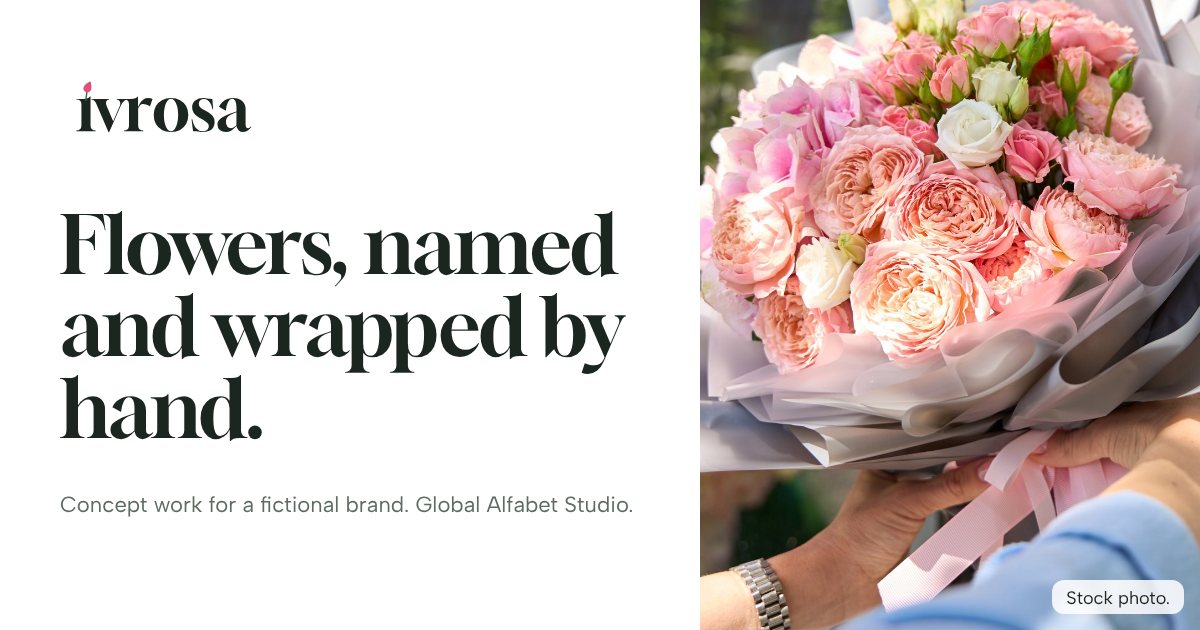 ivrosa
Flowers, named
and wrapped by
hand.
Concept work for a fictional brand. Global Alfabet Studio.
Stock photo.